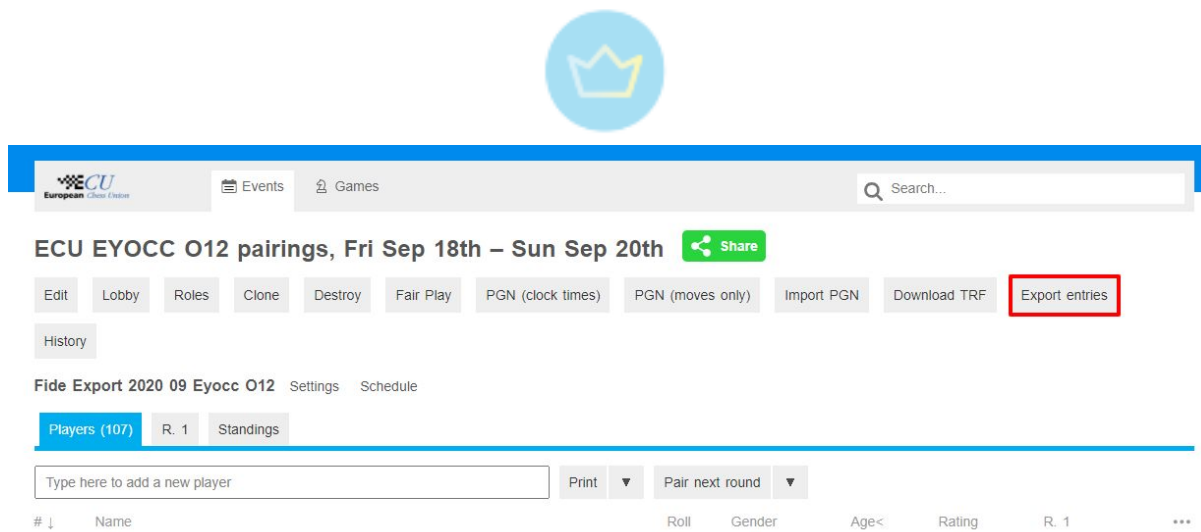 ECU
European Chess Union
Events Games Search...
ECU EYOCC O12 pairings, Fri Sep 18th – Sun Sep 20th Share
Edit Lobby Roles Clone Destroy Fair Play PGN (clock times) PGN (moves only) Import PGN Download TRF Export entries
History
Fide Export 2020 09 Eyocc O12 Settings Schedule
Players (107) R. 1 Standings
Type here to add a new player Print ▼ Pair next round ▼
# ↓ Name Roll Gender Age< Rating R. 1 •••